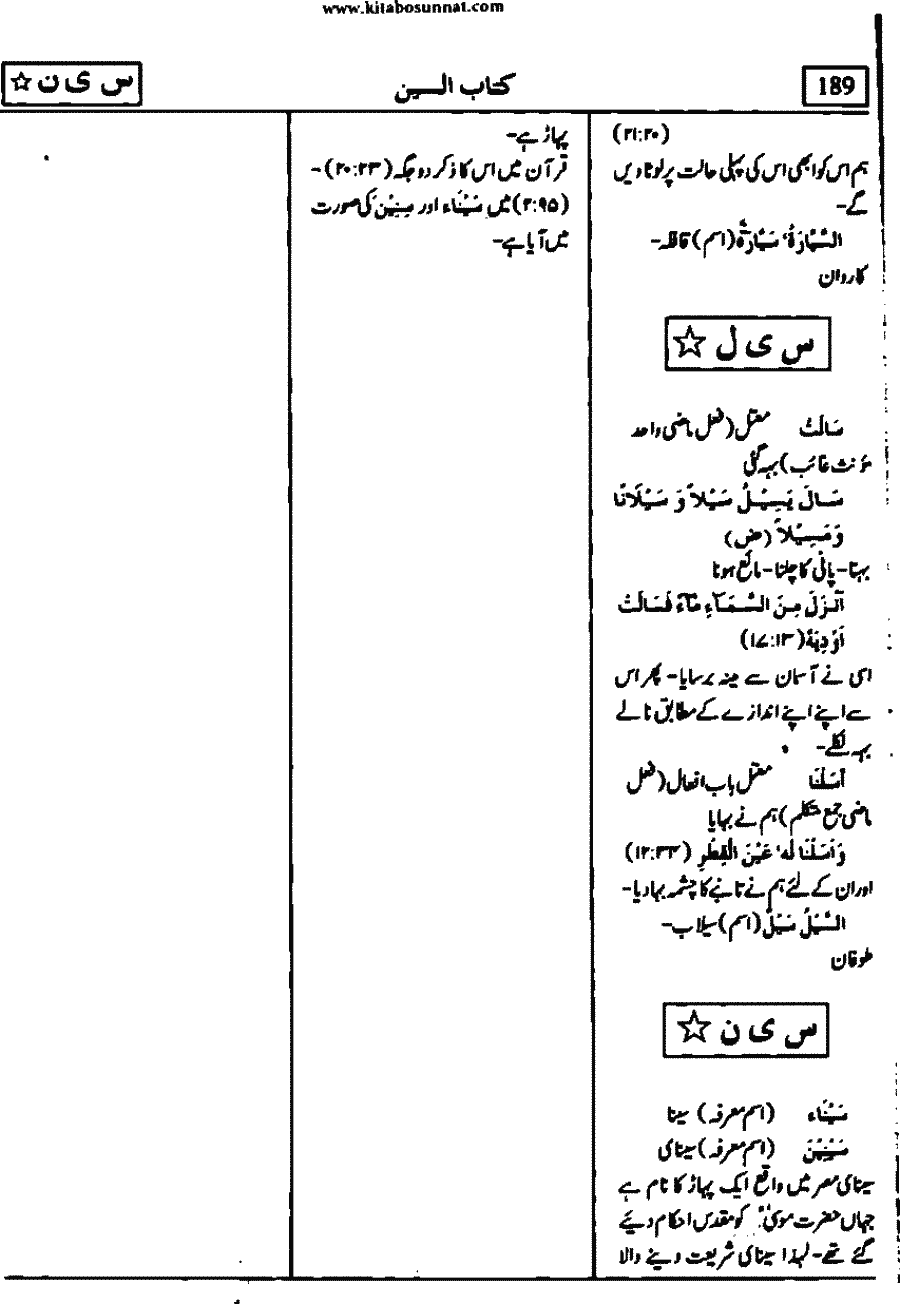 www.kitabosunnat.com
189
کتاب السین
س ی ن ☆
(۲۱:۲۰)
ہم اس کو ابھی اس کی پہلی حالت پر لوٹا دیں
گے-
السَّیَّارَةُ، سَیَّارَةٌ (اسم) قافلہ-
کاروان
س ی ل ☆
سَالَتْ معتل (فعل ماضی واحد
مؤنث غائب) بہہ گئی
سَالَ یَسِیْلُ سَیْلاً وَ سَیْلَانًا
وَ مَسِیْلاً (ض)
بہنا- پانی کا چلنا- مائع ہونا
اَنْزَلَ مِنَ السَّمَآءِ مَآءً فَسَالَتْ
اَوْدِیَةٌ (۱۷:۱۳)
اسی نے آسمان سے مینہ برسایا- پھر اس
سے اپنے اپنے اندازے کے مطابق نالے
بہہ نکلے-
اَسَلْنَا معتل باب افعال (فعل
ماضی جمع متکلم) ہم نے بہایا
وَاَسَلْنَا لَهٗ عَیْنَ الْقِطْرِ (۱۲:۳۴)
اور ان کے لئے ہم نے تانبے کا چشمہ بہا دیا-
السَّیْلُ سَیْلٌ (اسم) سیلاب-
طوفان
س ی ن ☆
سَیْنَاء (اسم معرفہ) سینا
سِیْنِیْنَ (اسم معرفہ) سینای
سینای مصر میں واقع ایک پہاڑ کا نام ہے
جہاں حضرت موسیٰؑ کو مقدس احکام دیئے
گئے تھے- لہذا سینای شریعت دینے والا
پہاڑ ہے-
قرآن میں اس کا ذکر دو جگہ (۲۰:۲۳)-
(۲:۹۵) میں سَیْنَاء اور سِیْنِیْنَ کی صورت
میں آیا ہے-